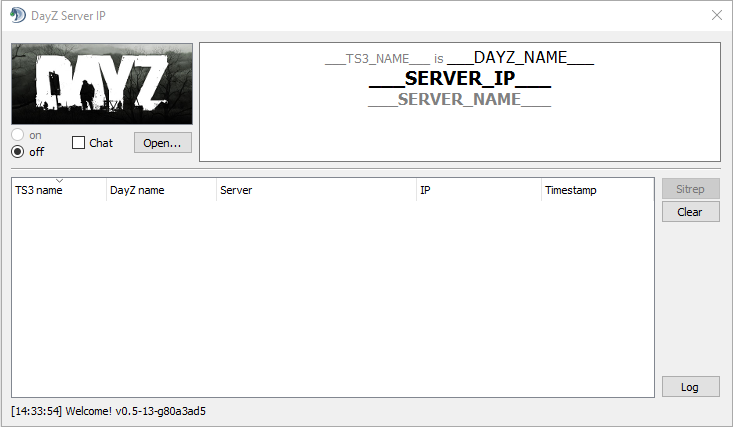 DayZ Server IP
DAYZ
___TS3_NAME___ is ___DAYZ_NAME___
___SERVER_IP___
___SERVER_NAME___
on
off
Chat
Open...
TS3 name DayZ name Server IP Timestamp
Sitrep
Clear
Log
[14:33:54] Welcome! v0.5-13-g80a3ad5